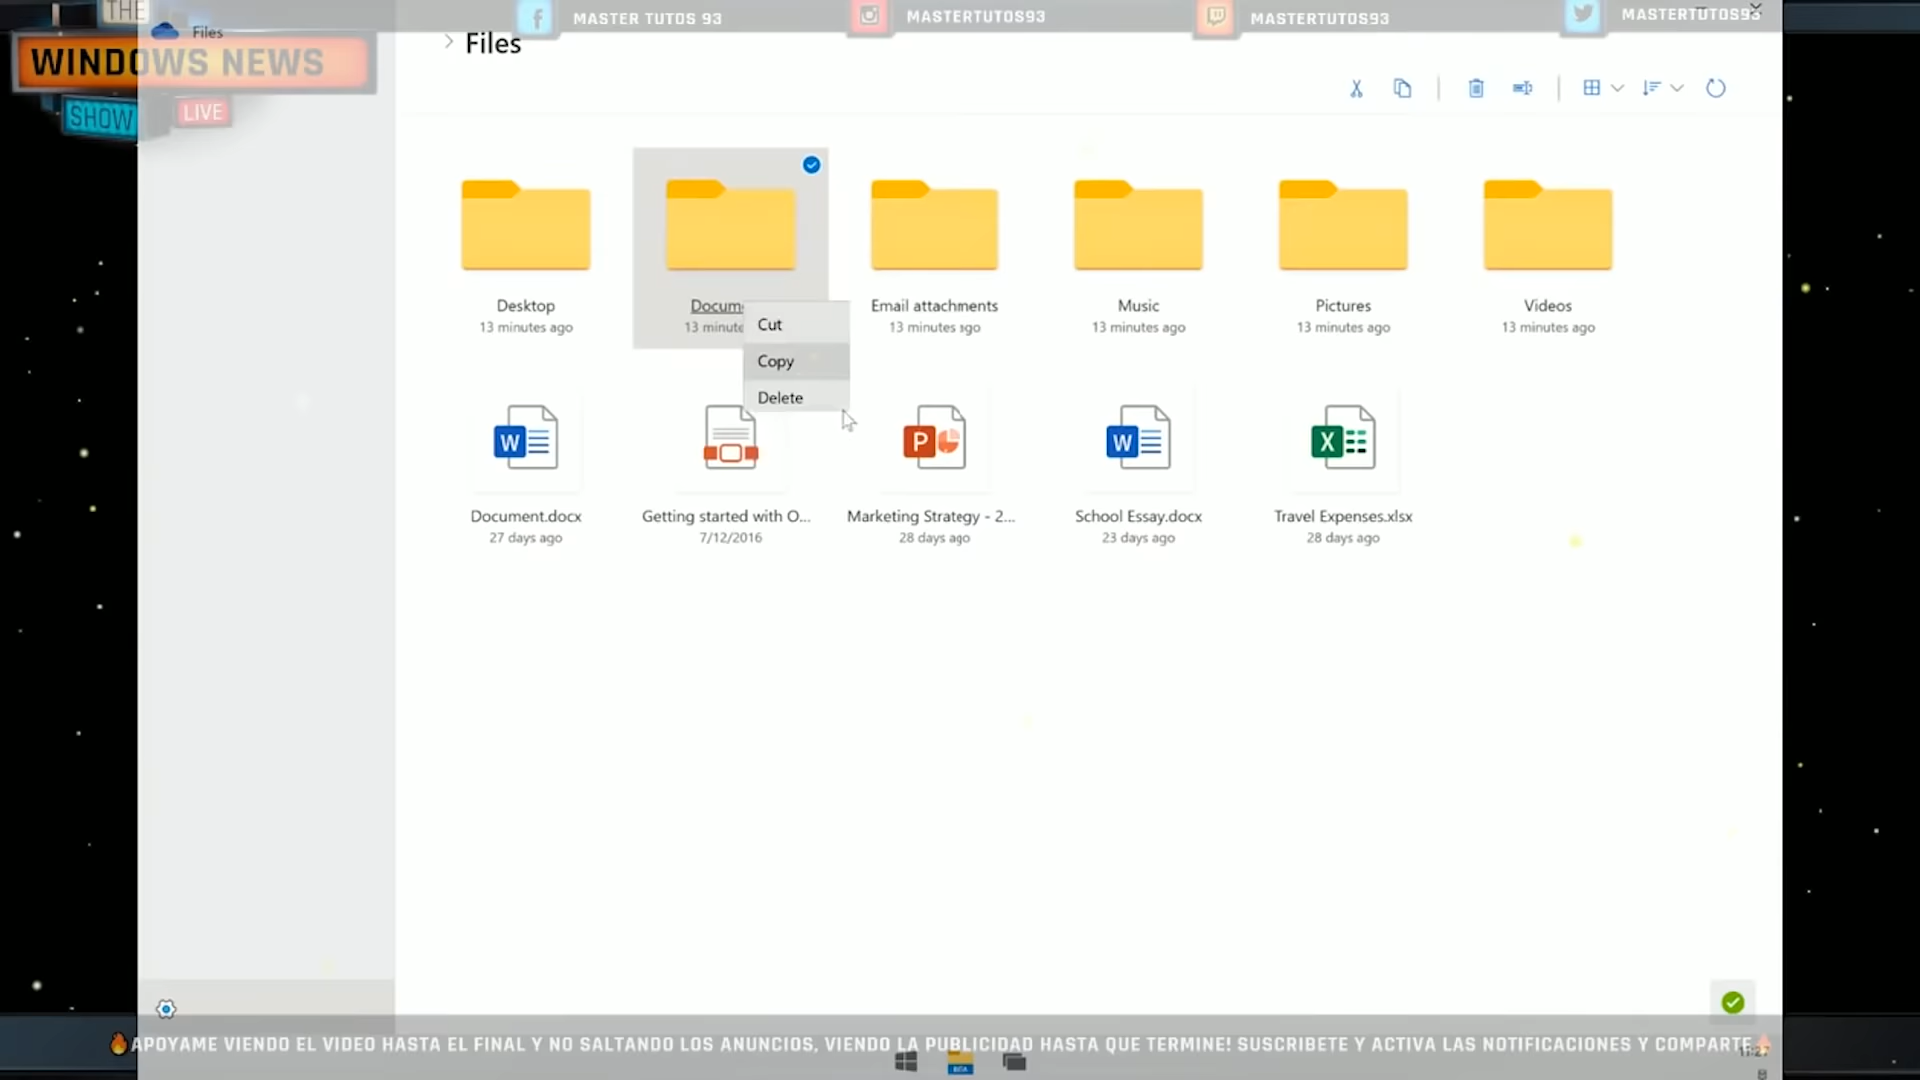 THE
WINDOWS NEWS
SHOW
LIVE
MASTER TUTOS 93
MASTERTUTOS93
MASTERTUTOS93
MASTERTUTOS93
Files
Files
Desktop
13 minutes ago
Docum
13 minute
Email attachments
13 minutes ago
Music
13 minutes ago
Pictures
13 minutes ago
Videos
13 minutes ago
Cut
Copy
Delete
Document.docx
27 days ago
Getting started with O...
7/12/2016
Marketing Strategy - 2...
28 days ago
School Essay.docx
23 days ago
Travel Expenses.xlsx
28 days ago
APOYAME VIENDO EL VIDEO HASTA EL FINAL Y NO SALTANDO LOS ANUNCIOS, VIENDO LA PUBLICIDAD HASTA QUE TERMINE! SUSCRIBETE Y ACTIVA LAS NOTIFICACIONES Y COMPARTE
BETA
11:27